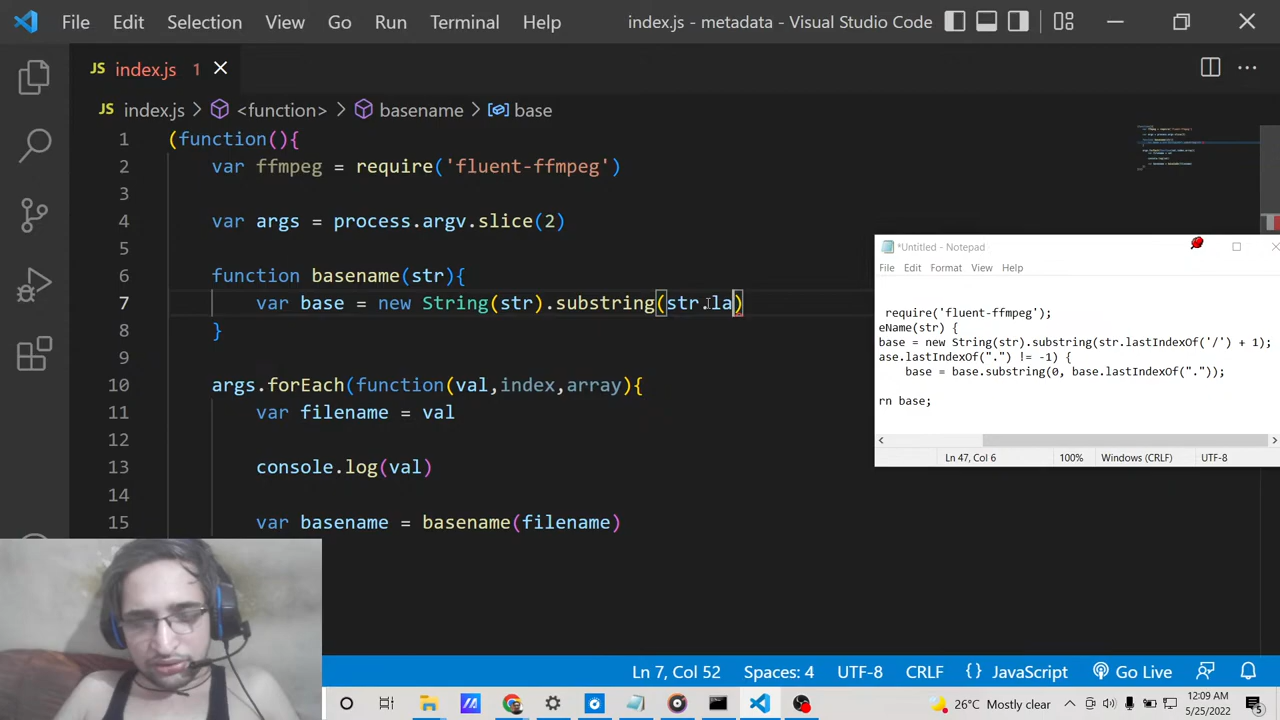 File Edit Selection View Go Run Terminal Help index.js - metadata - Visual Studio Code
JS index.js 1
JS index.js > <function> > basename > base
1 (function(){
2 var ffmpeg = require('fluent-ffmpeg')
3
4 var args = process.argv.slice(2)
5
6 function basename(str){
7 var base = new String(str).substring(str.la)
8 }
9
10 args.forEach(function(val,index,array){
11 var filename = val
12
13 console.log(val)
14
15 var basename = basename(filename)
*Untitled - Notepad
File Edit Format View Help
require('fluent-ffmpeg');
eName(str) {
base = new String(str).substring(str.lastIndexOf('/') + 1);
ase.lastIndexOf(".") != -1) {
base = base.substring(0, base.lastIndexOf("."));
rn base;
Ln 47, Col 6 100% Windows (CRLF) UTF-8
Ln 7, Col 52 Spaces: 4 UTF-8 CRLF {} JavaScript Go Live
26°C Mostly clear 12:09 AM
5/25/2022 5